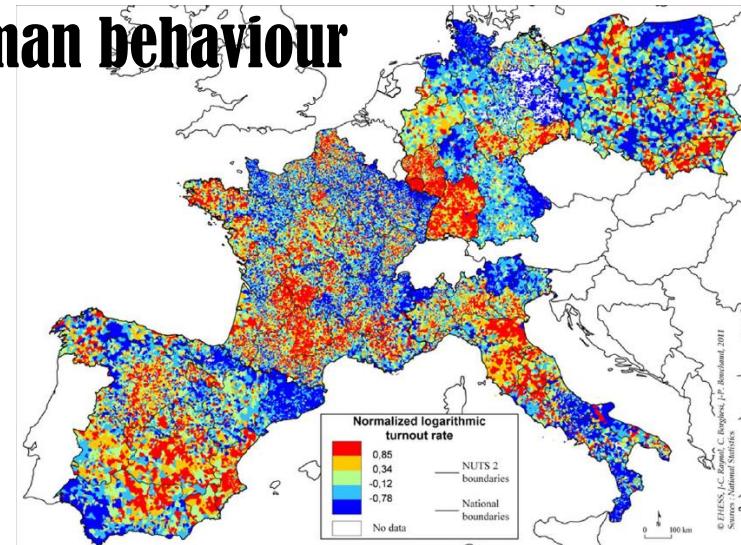 man behaviour
Normalized logarithmic
turnout rate
0,85
0,34
-0,12
-0,78
No data
NUTS 2
boundaries
National
boundaries
0 100 km
© EHESS, J-C. Raynal, C. Borghesi, J-P. Bouchaud, 2011
Sources : National Statistics